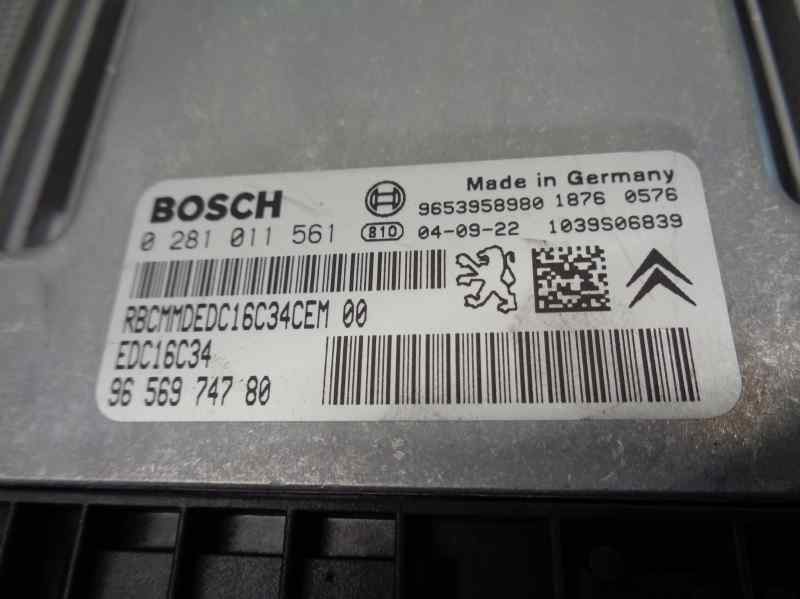 BOSCH
Made in Germany
9653958980 1876 0576
0 281 011 561
810 04-09-22 1039S06839
RBCMMDEDC16C34CEM 00
EDC16C34
96 569 747 80